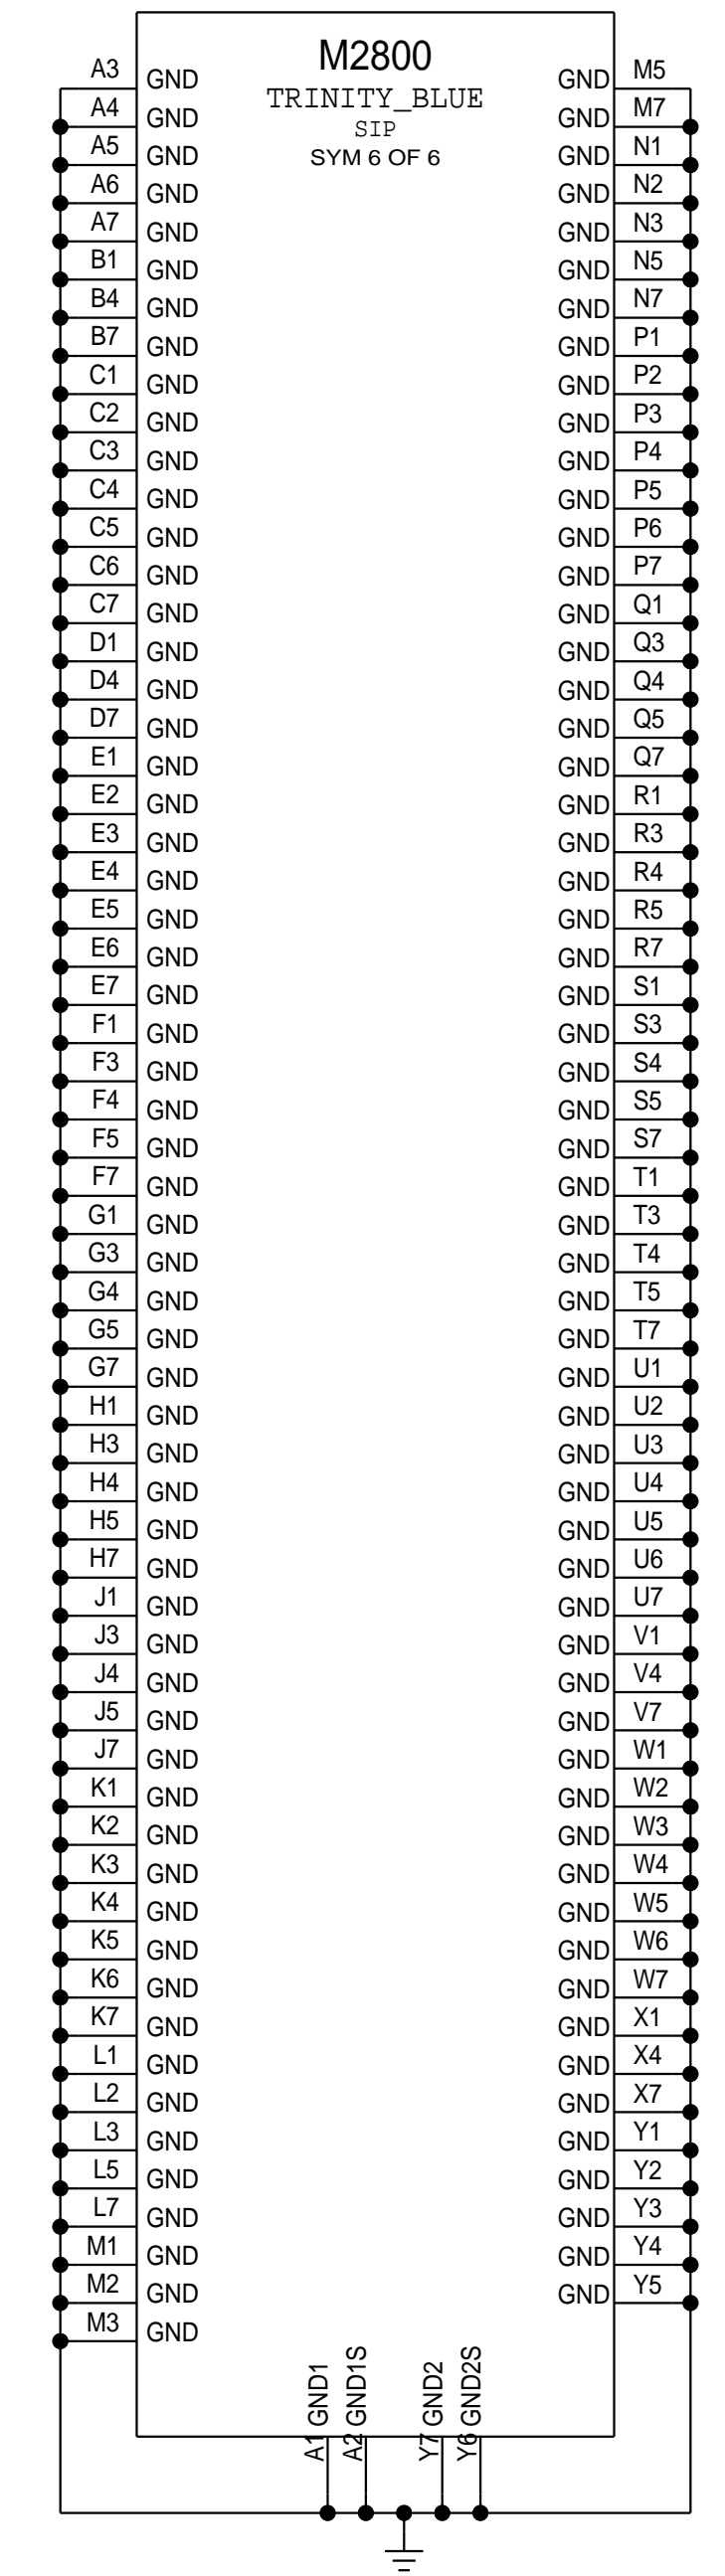 M2800
TRINITY_BLUE
SIP
SYM 6 OF 6
A3 GND GND M5
A4 GND GND M7
A5 GND GND N1
A6 GND GND N2
A7 GND GND N3
B1 GND GND N5
B4 GND GND N7
B7 GND GND P1
C1 GND GND P2
C2 GND GND P3
C3 GND GND P4
C4 GND GND P5
C5 GND GND P6
C6 GND GND P7
C7 GND GND Q1
D1 GND GND Q3
D4 GND GND Q4
D7 GND GND Q5
E1 GND GND Q7
E2 GND GND R1
E3 GND GND R3
E4 GND GND R4
E5 GND GND R5
E6 GND GND R7
E7 GND GND S1
F1 GND GND S3
F3 GND GND S4
F4 GND GND S5
F5 GND GND S7
F7 GND GND T1
G1 GND GND T3
G3 GND GND T4
G4 GND GND T5
G5 GND GND T7
G7 GND GND U1
H1 GND GND U2
H3 GND GND U3
H4 GND GND U4
H5 GND GND U5
H7 GND GND U6
J1 GND GND U7
J3 GND GND V1
J4 GND GND V4
J5 GND GND V7
J7 GND GND W1
K1 GND GND W2
K2 GND GND W3
K3 GND GND W4
K4 GND GND W5
K5 GND GND W6
K6 GND GND W7
K7 GND GND X1
L1 GND GND X4
L2 GND GND X7
L3 GND GND Y1
L5 GND GND Y2
L7 GND GND Y3
M1 GND GND Y4
M2 GND GND Y5
M3 GND
A1 GND1
A2 GND1S
Y7 GND2
Y6 GND2S